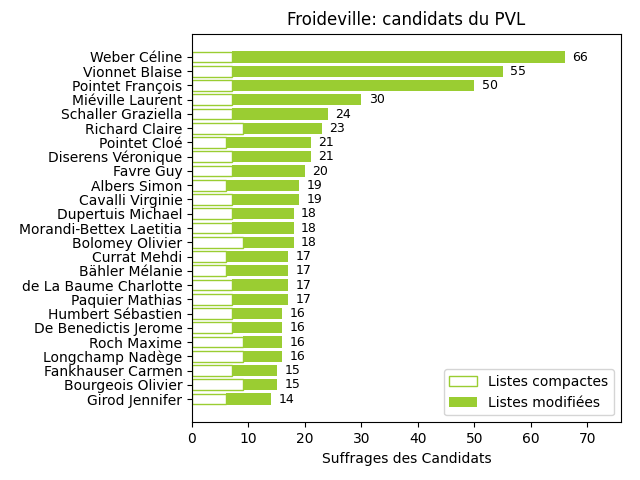 Froideville: candidats du PVL
Weber Céline 66
Vionnet Blaise 55
Pointet François 50
Miéville Laurent 30
Schaller Graziella 24
Richard Claire 23
Pointet Cloé 21
Diserens Véronique 21
Favre Guy 20
Albers Simon 19
Cavalli Virginie 19
Dupertuis Michael 18
Morandi-Bettex Laetitia 18
Bolomey Olivier 18
Currat Mehdi 17
Bähler Mélanie 17
de La Baume Charlotte 17
Paquier Mathias 17
Humbert Sébastien 16
De Benedictis Jerome 16
Roch Maxime 16
Longchamp Nadège 16
Fankhauser Carmen 15
Bourgeois Olivier 15
Girod Jennifer 14
Listes compactes
Listes modifiées
0 10 20 30 40 50 60 70
Suffrages des Candidats